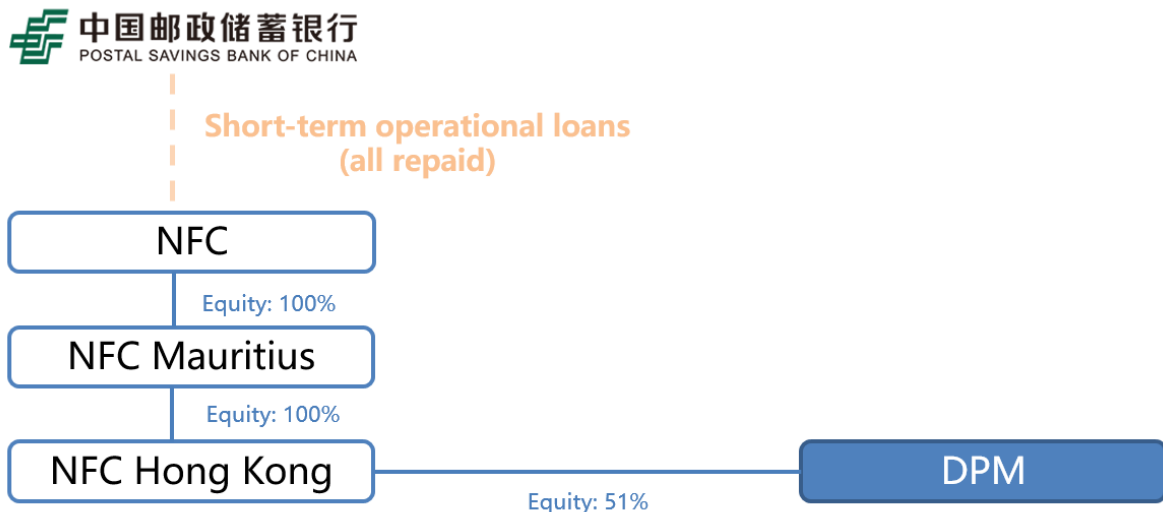 中国邮政储蓄银行
POSTAL SAVINGS BANK OF CHINA
Short-term operational loans
(all repaid)
NFC
Equity: 100%
NFC Mauritius
Equity: 100%
NFC Hong Kong
DPM
Equity: 51%